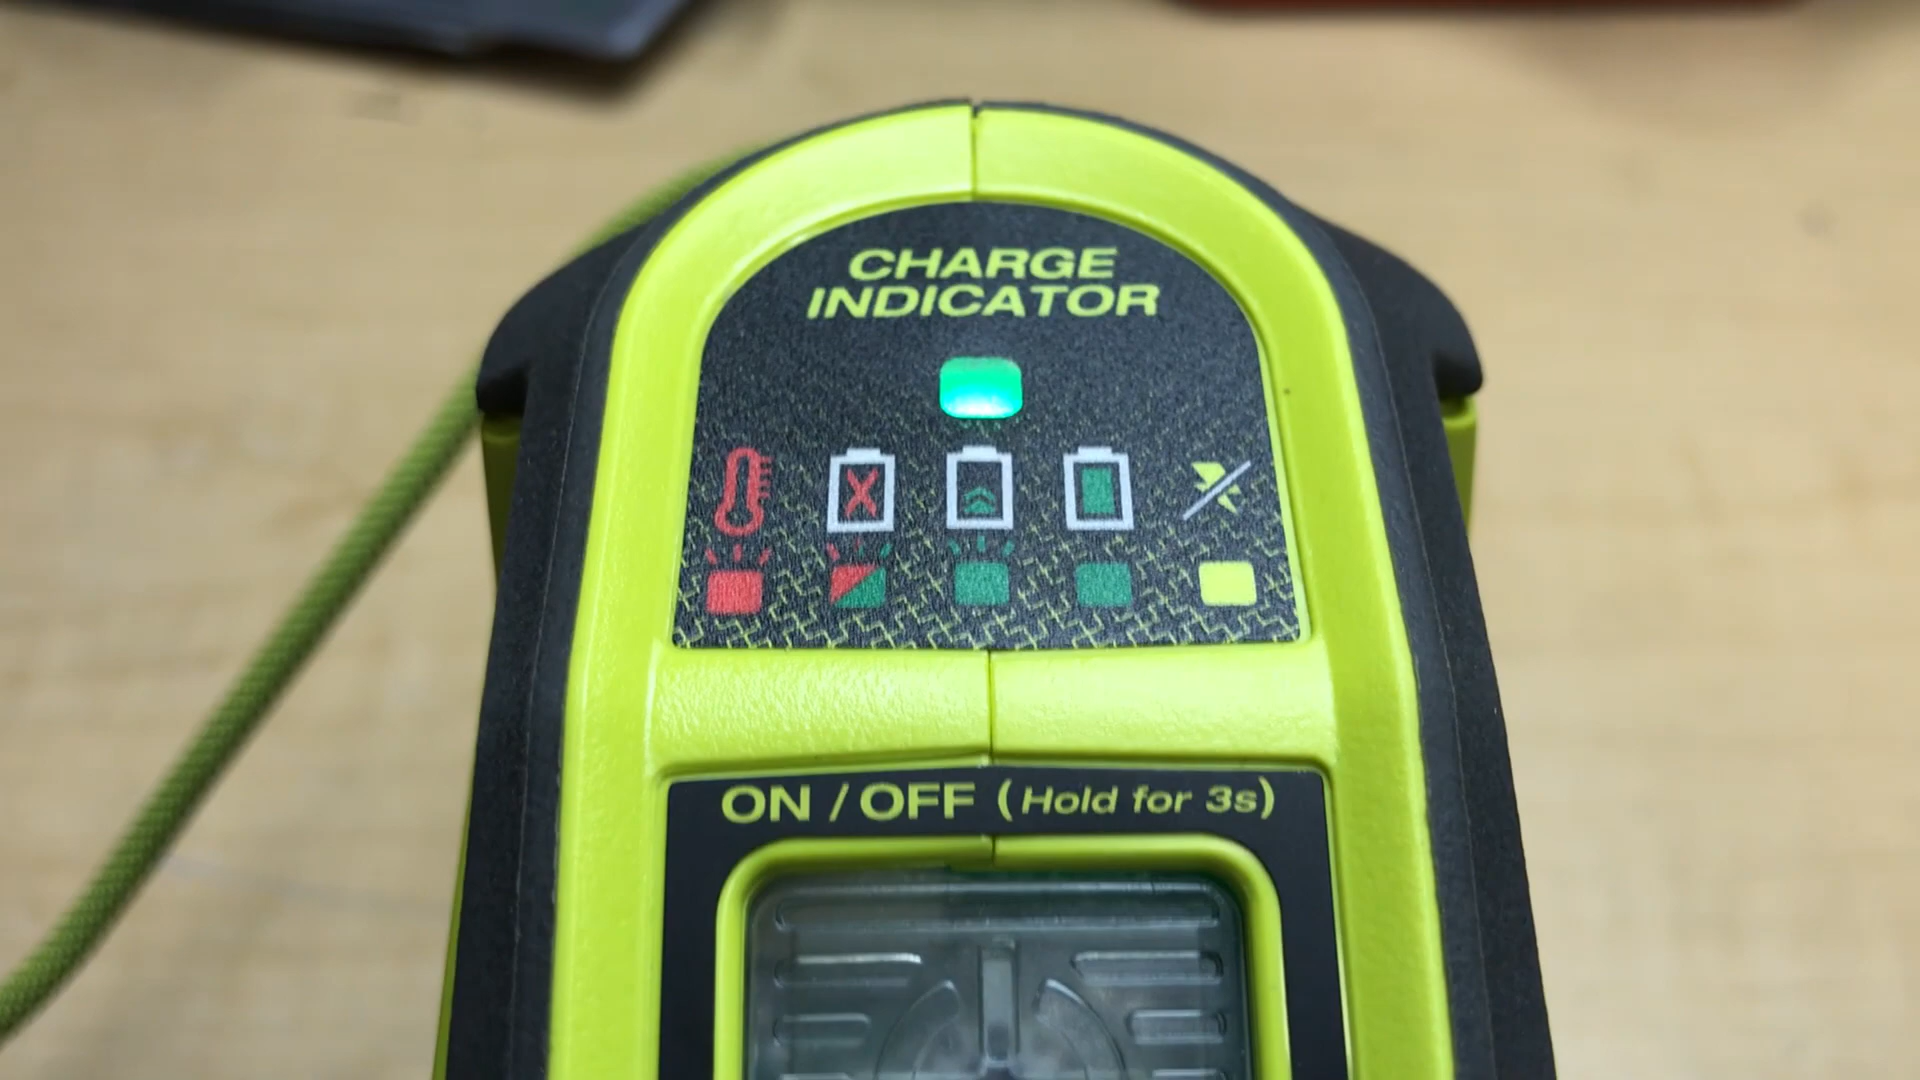 CHARGE
INDICATOR
ON / OFF (Hold for 3s)